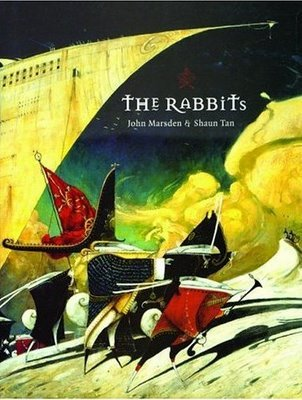 THE RABBITS
John Marsden & Shaun Tan